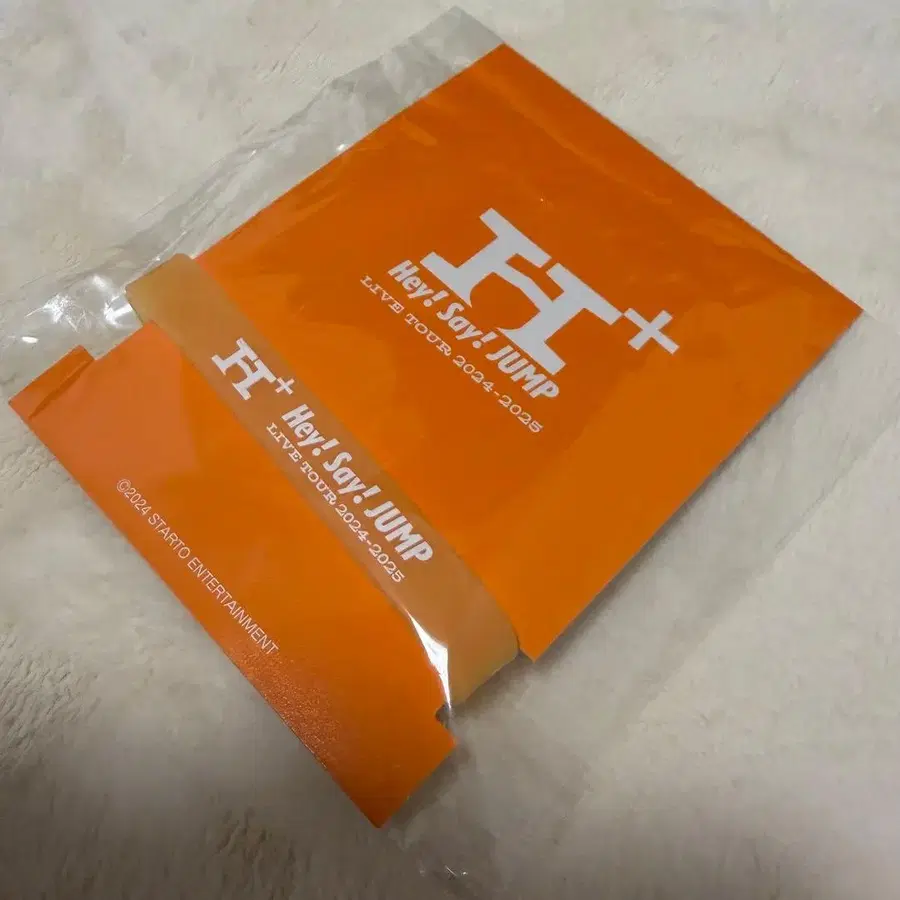 H+
Hey! Say! JUMP
LIVE TOUR 2024-2025
H+
Hey! Say! JUMP
LIVE TOUR 2024-2025
©2024 STARTO ENTERTAINMENT